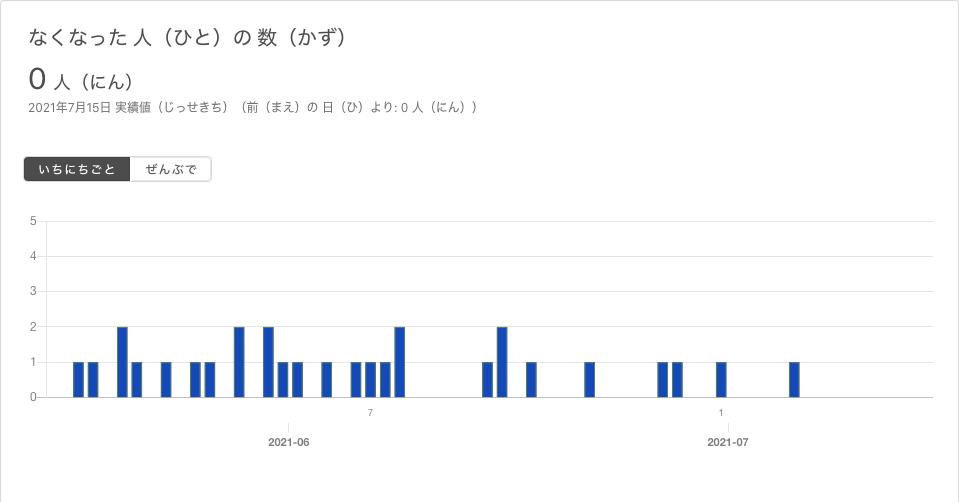 なくなった 人（ひと）の 数（かず）
0 人（にん）
2021年7月15日 実績値（じっせきち）（前（まえ）の 日（ひ）より: 0 人（にん））
いちにちごと ぜんぶで
5
4
3
2
1
0
7 1
2021-06 2021-07